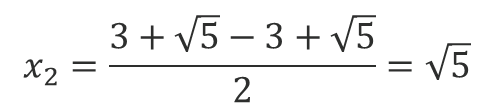 x₂ = (3 + √5 − 3 + √5) / 2 = √5